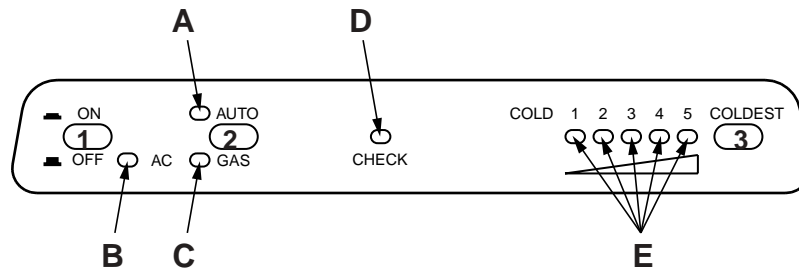 A D
ON AUTO COLD 1 2 3 4 5 COLDEST
1 2 3
OFF AC GAS CHECK
B C E